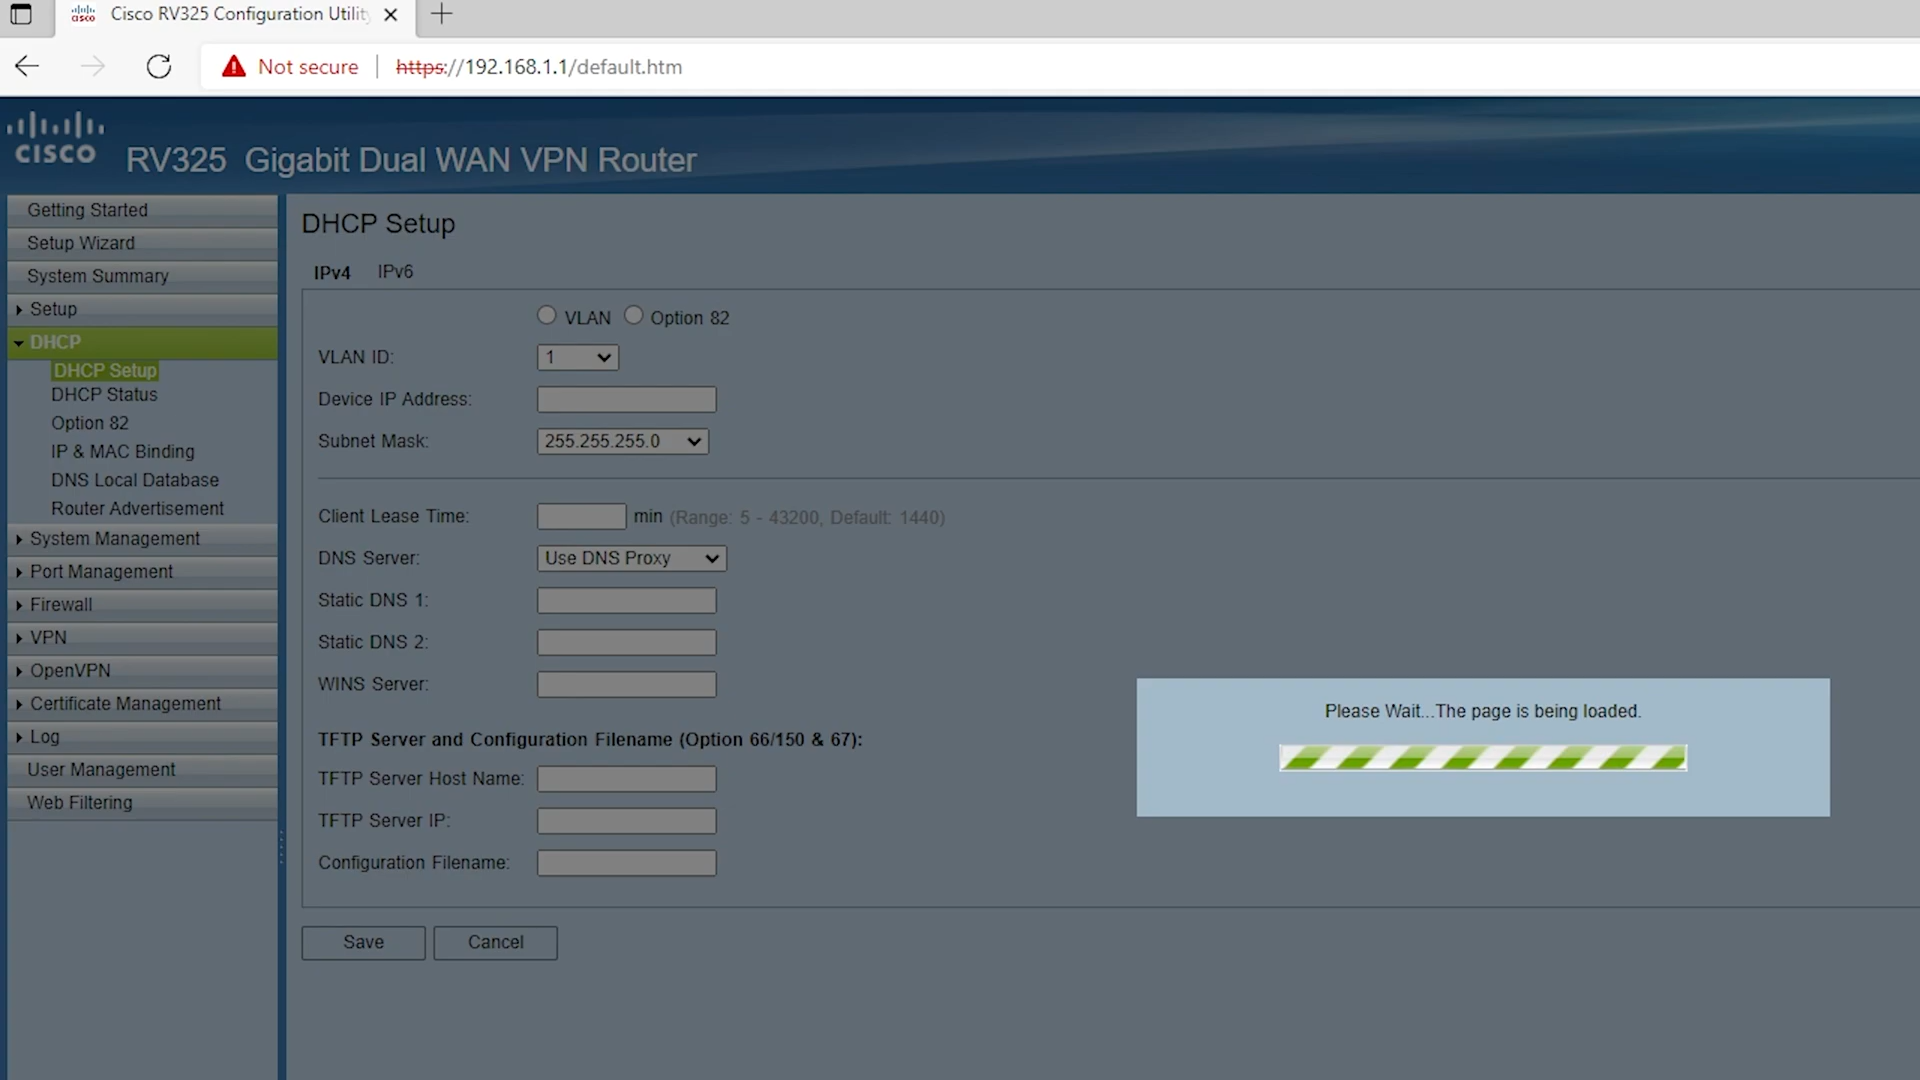 Cisco RV325 Configuration Utilit
Not secure
https://192.168.1.1/default.htm
CISCO
RV325 Gigabit Dual WAN VPN Router
Getting Started
Setup Wizard
System Summary
Setup
DHCP
DHCP Setup
DHCP Status
Option 82
IP & MAC Binding
DNS Local Database
Router Advertisement
System Management
Port Management
Firewall
VPN
OpenVPN
Certificate Management
Log
User Management
Web Filtering
DHCP Setup
IPv4 IPv6
VLAN Option 82
VLAN ID: 1
Device IP Address:
Subnet Mask: 255.255.255.0
Client Lease Time: min (Range: 5 - 43200, Default: 1440)
DNS Server: Use DNS Proxy
Static DNS 1:
Static DNS 2:
WINS Server:
TFTP Server and Configuration Filename (Option 66/150 & 67):
TFTP Server Host Name:
TFTP Server IP:
Configuration Filename:
Save Cancel
Please Wait...The page is being loaded.